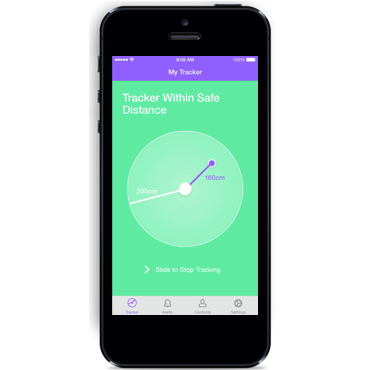 9:08 AM 100%
My Tracker
Tracker Within Safe
Distance
160cm
200cm
Slide to Stop Tracking
Tracker Alerts Contacts Settings